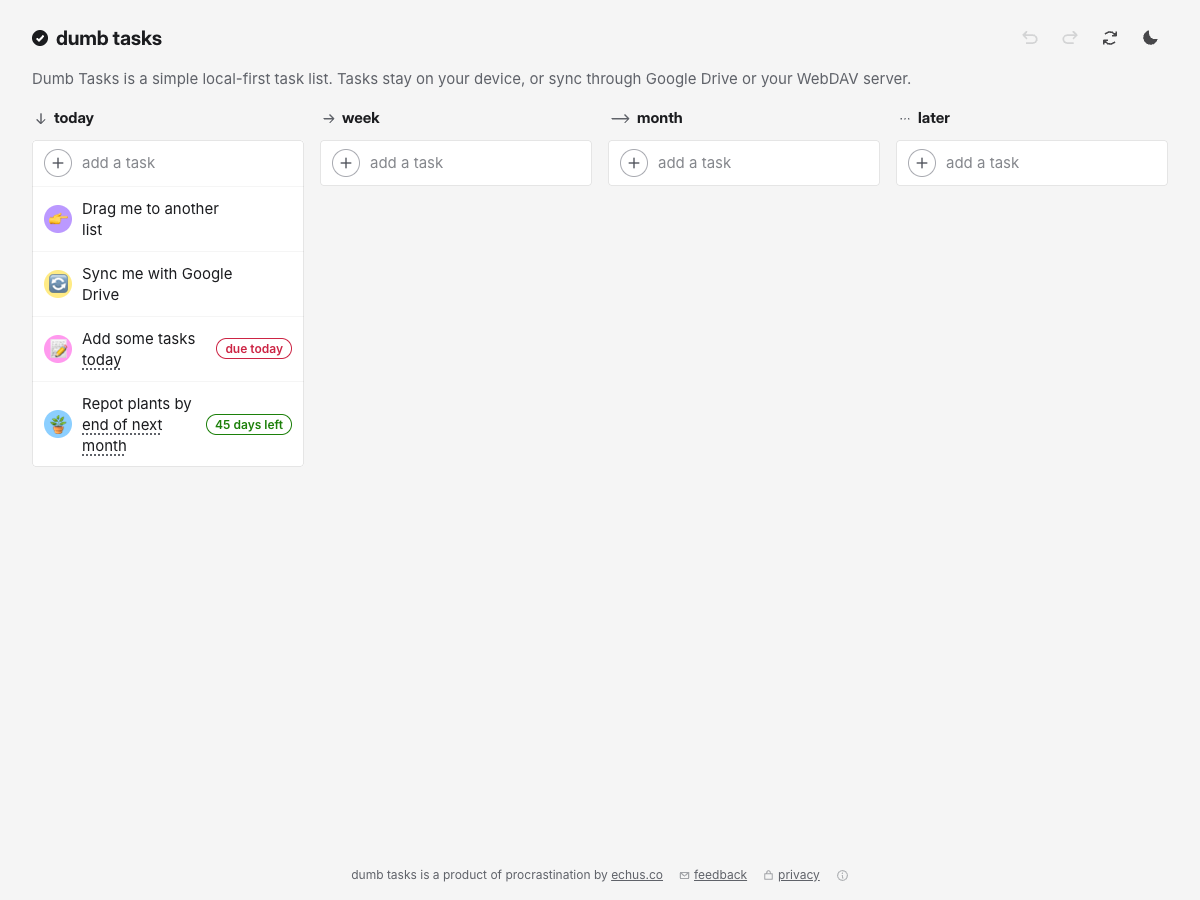 dumb tasks
Dumb Tasks is a simple local-first task list. Tasks stay on your device, or sync through Google Drive or your WebDAV server.
today
add a task
Drag me to another
list
Sync me with Google
Drive
Add some tasks
today
due today
Repot plants by
end of next
month
45 days left
week
add a task
month
add a task
later
add a task
dumb tasks is a product of procrastination by echus.co feedback privacy